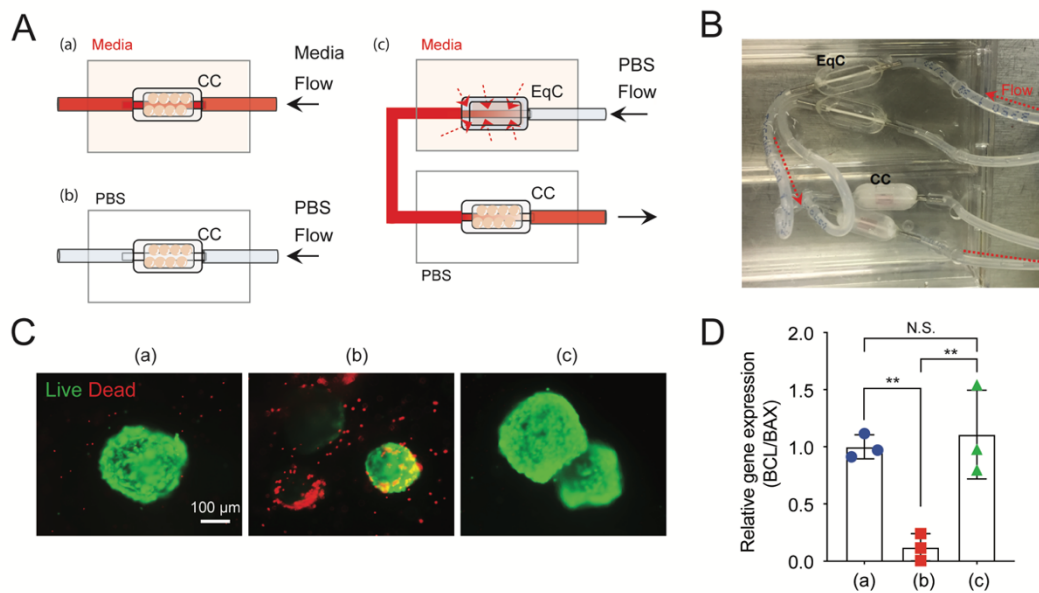 A
(a)
Media
CC
Media
Flow
(b)
PBS
CC
PBS
Flow
(c)
Media
EqC
PBS
Flow
CC
PBS
B
EqC
Flow
CC
C
(a)
(b)
(c)
Live Dead
100 µm
D
Relative gene expression
(BCL/BAX)
2.0
1.5
1.0
0.5
0.0
N.S.
**
**
(a)
(b)
(c)